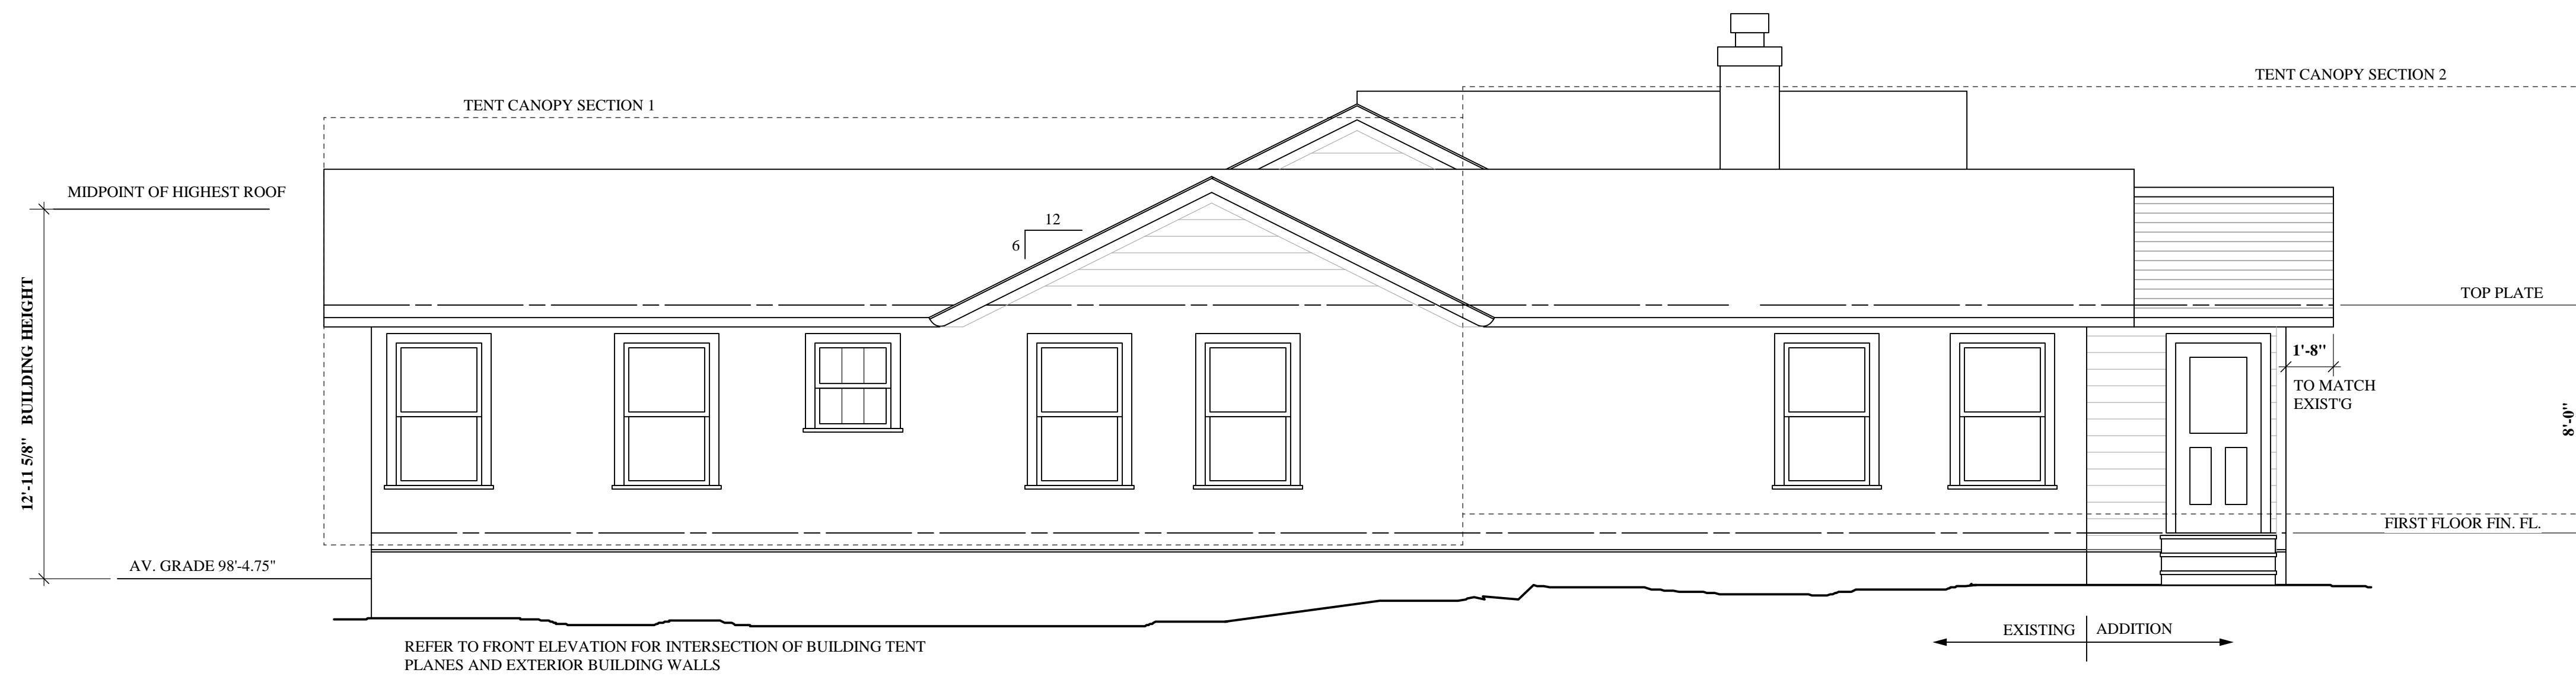 TENT CANOPY SECTION 2
TENT CANOPY SECTION 1
MIDPOINT OF HIGHEST ROOF
12
6
TOP PLATE
12'-11 5/8" BUILDING HEIGHT
1'-8"
TO MATCH
EXIST'G
8'-0"
FIRST FLOOR FIN. FL.
AV. GRADE 98'-4.75"
EXISTING
ADDITION
REFER TO FRONT ELEVATION FOR INTERSECTION OF BUILDING TENT
PLANES AND EXTERIOR BUILDING WALLS